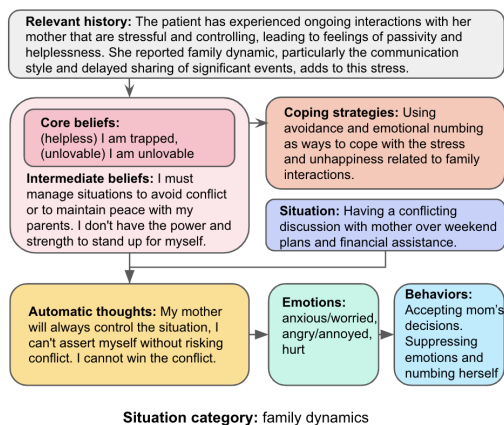 Relevant history: The patient has experienced ongoing interactions with her
mother that are stressful and controlling, leading to feelings of passivity and
helplessness. She reported family dynamic, particularly the communication
style and delayed sharing of significant events, adds to this stress.
Core beliefs:
(helpless) I am trapped,
(unlovable) I am unlovable
Intermediate beliefs: I must
manage situations to avoid conflict
or to maintain peace with my
parents. I don't have the power and
strength to stand up for myself.
Coping strategies: Using
avoidance and emotional numbing
as ways to cope with the stress
and unhappiness related to family
interactions.
Situation: Having a conflicting
discussion with mother over weekend
plans and financial assistance.
Automatic thoughts: My mother
will always control the situation, I
can't assert myself without risking
conflict. I cannot win the conflict.
Emotions:
anxious/worried,
angry/annoyed,
hurt
Behaviors:
Accepting mom's
decisions.
Suppressing
emotions and
numbing herself
Situation category: family dynamics